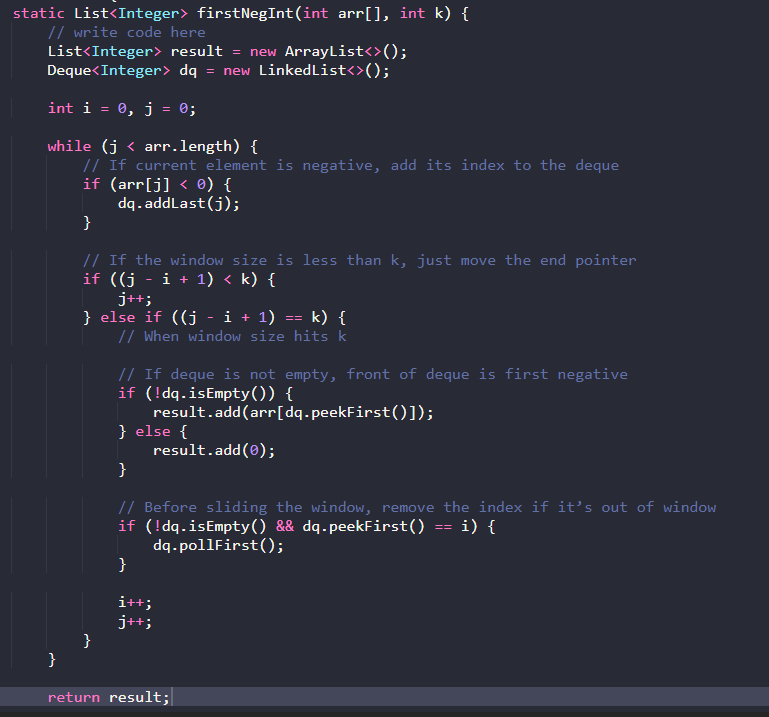 static List<Integer> firstNegInt(int arr[], int k) {
// write code here
List<Integer> result = new ArrayList<>();
Deque<Integer> dq = new LinkedList<>();
int i = 0, j = 0;
while (j < arr.length) {
// If current element is negative, add its index to the deque
if (arr[j] < 0) {
dq.addLast(j);
}
// If the window size is less than k, just move the end pointer
if ((j - i + 1) < k) {
j++;
} else if ((j - i + 1) == k) {
// When window size hits k
// If deque is not empty, front of deque is first negative
if (!dq.isEmpty()) {
result.add(arr[dq.peekFirst()]);
} else {
result.add(0);
}
// Before sliding the window, remove the index if it’s out of window
if (!dq.isEmpty() && dq.peekFirst() == i) {
dq.pollFirst();
}
i++;
j++;
}
}
return result;